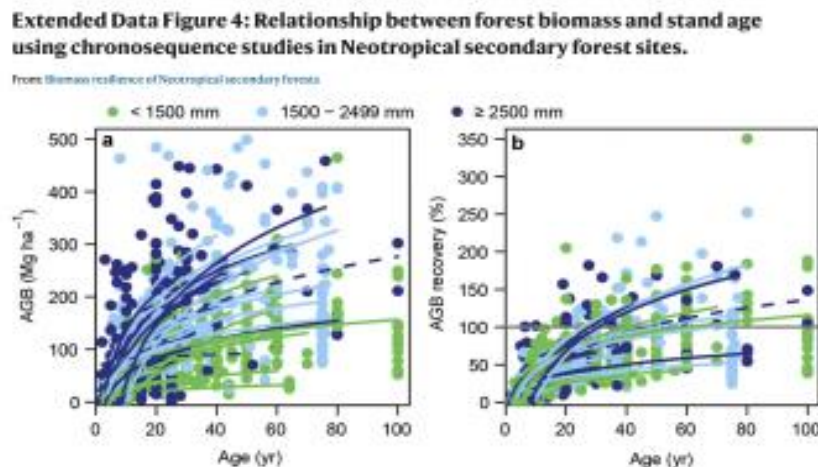 Extended Data Figure 4: Relationship between forest biomass and stand age
using chronosequence studies in Neotropical secondary forest sites.
From: Biomass resilience of Neotropical secondary forests
< 1500 mm 1500 – 2499 mm ≥ 2500 mm
a
500
400
300
200
100
0
AGB (Mg ha⁻¹)
0 20 40 60 80 100
Age (yr)
b
350
300
250
200
150
100
50
0
AGB recovery (%)
0 20 40 60 80 100
Age (yr)